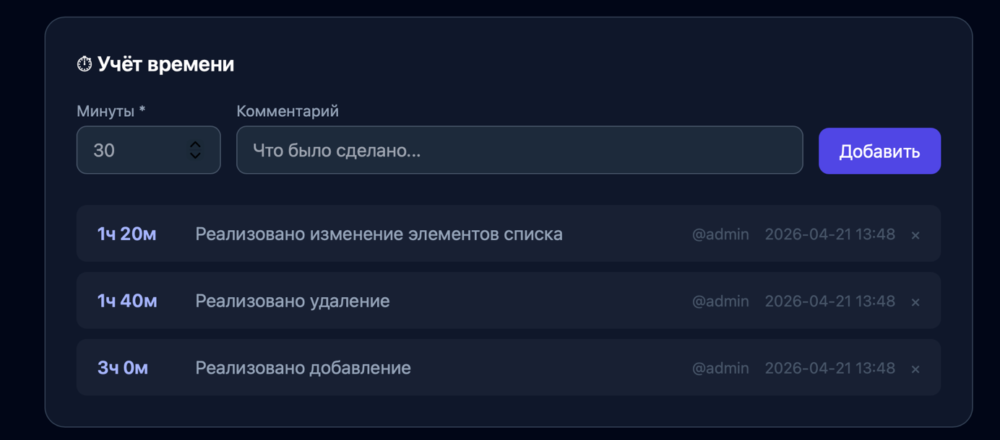 ⏱ Учёт времени
Минуты * Комментарий
30 Что было сделано... Добавить
1ч 20м Реализовано изменение элементов списка @admin 2026-04-21 13:48 ×
1ч 40м Реализовано удаление @admin 2026-04-21 13:48 ×
3ч 0м Реализовано добавление @admin 2026-04-21 13:48 ×